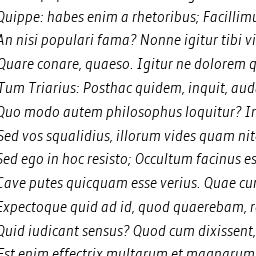 Quippe: habes enim a rhetoribus; Facillimu
An nisi populari fama? Nonne igitur tibi vi
Quare conare, quaeso. Igitur ne dolorem q
Tum Triarius: Posthac quidem, inquit, aud
Quo modo autem philosophus loquitur? In
Sed vos squalidius, illorum vides quam nit
Sed ego in hoc resisto; Occultum facinus es
Cave putes quicquam esse verius. Quae cur
Expectoque quid ad id, quod quaerebam, r
Quid iudicant sensus? Quod cum dixissent,
Est enim effectrix multarum et magnarum